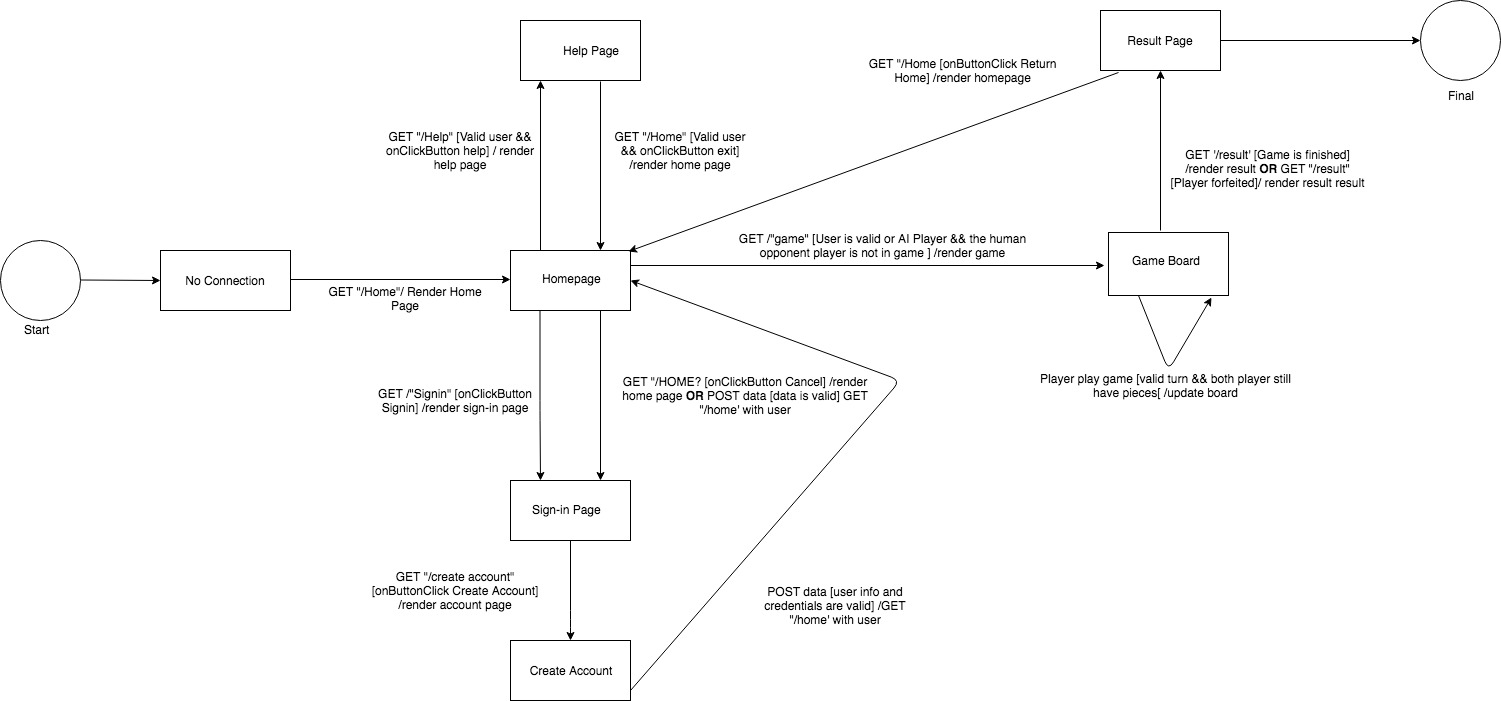 Help Page
Result Page
GET "/Home [onButtonClick Return
Home] /render homepage
Final
GET "/Help" [Valid user &&
onClickButton help] / render
help page
GET "/Home" [Valid user
&& onClickButton exit]
/render home page
GET '/result' [Game is finished]
/render result OR GET "/result"
[Player forfeited]/ render result result
GET /"game" [User is valid or AI Player && the human
opponent player is not in game ] /render game
Game Board
No Connection
Homepage
GET "/Home"/ Render Home
Page
Start
GET /"Signin" [onClickButton
Signin] /render sign-in page
GET "/HOME? [onClickButton Cancel] /render
home page OR POST data [data is valid] GET
"/home' with user
Player play game [valid turn && both player still
have pieces[ /update board
Sign-in Page
GET "/create account"
[onButtonClick Create Account]
/render account page
POST data [user info and
credentials are valid] /GET
"/home' with user
Create Account